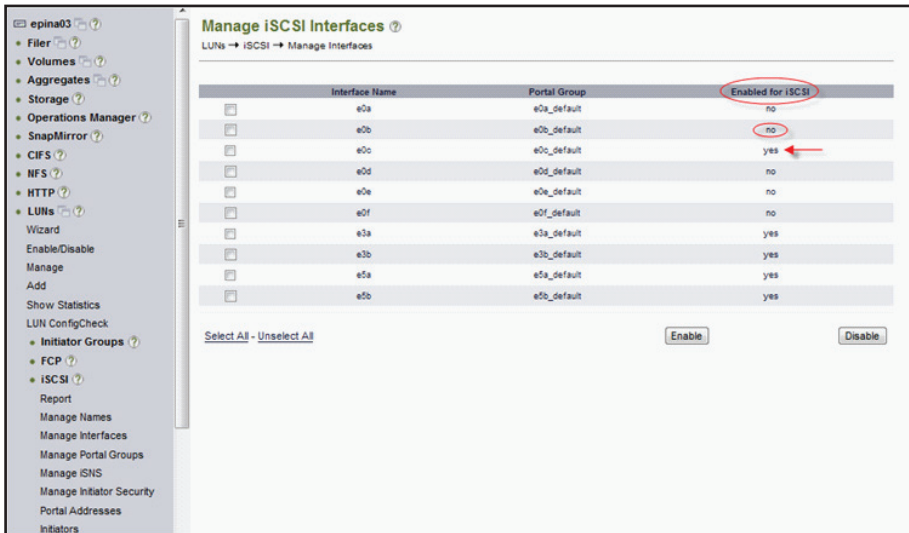 epina03
Filer
Volumes
Aggregates
Storage
Operations Manager
SnapMirror
CIFS
NFS
HTTP
LUNs
Wizard
Enable/Disable
Manage
Add
Show Statistics
LUN ConfigCheck
Initiator Groups
FCP
iSCSI
Report
Manage Names
Manage Interfaces
Manage Portal Groups
Manage iSNS
Manage Initiator Security
Portal Addresses
Initiators
Manage iSCSI Interfaces
LUNs → iSCSI → Manage Interfaces
Interface Name Portal Group Enabled for iSCSI
e0a e0a_default no
e0b e0b_default no
e0c e0c_default yes
e0d e0d_default no
e0e e0e_default no
e0f e0f_default no
e3a e3a_default yes
e3b e3b_default yes
e5a e5a_default yes
e5b e5b_default yes
Select All - Unselect All Enable Disable